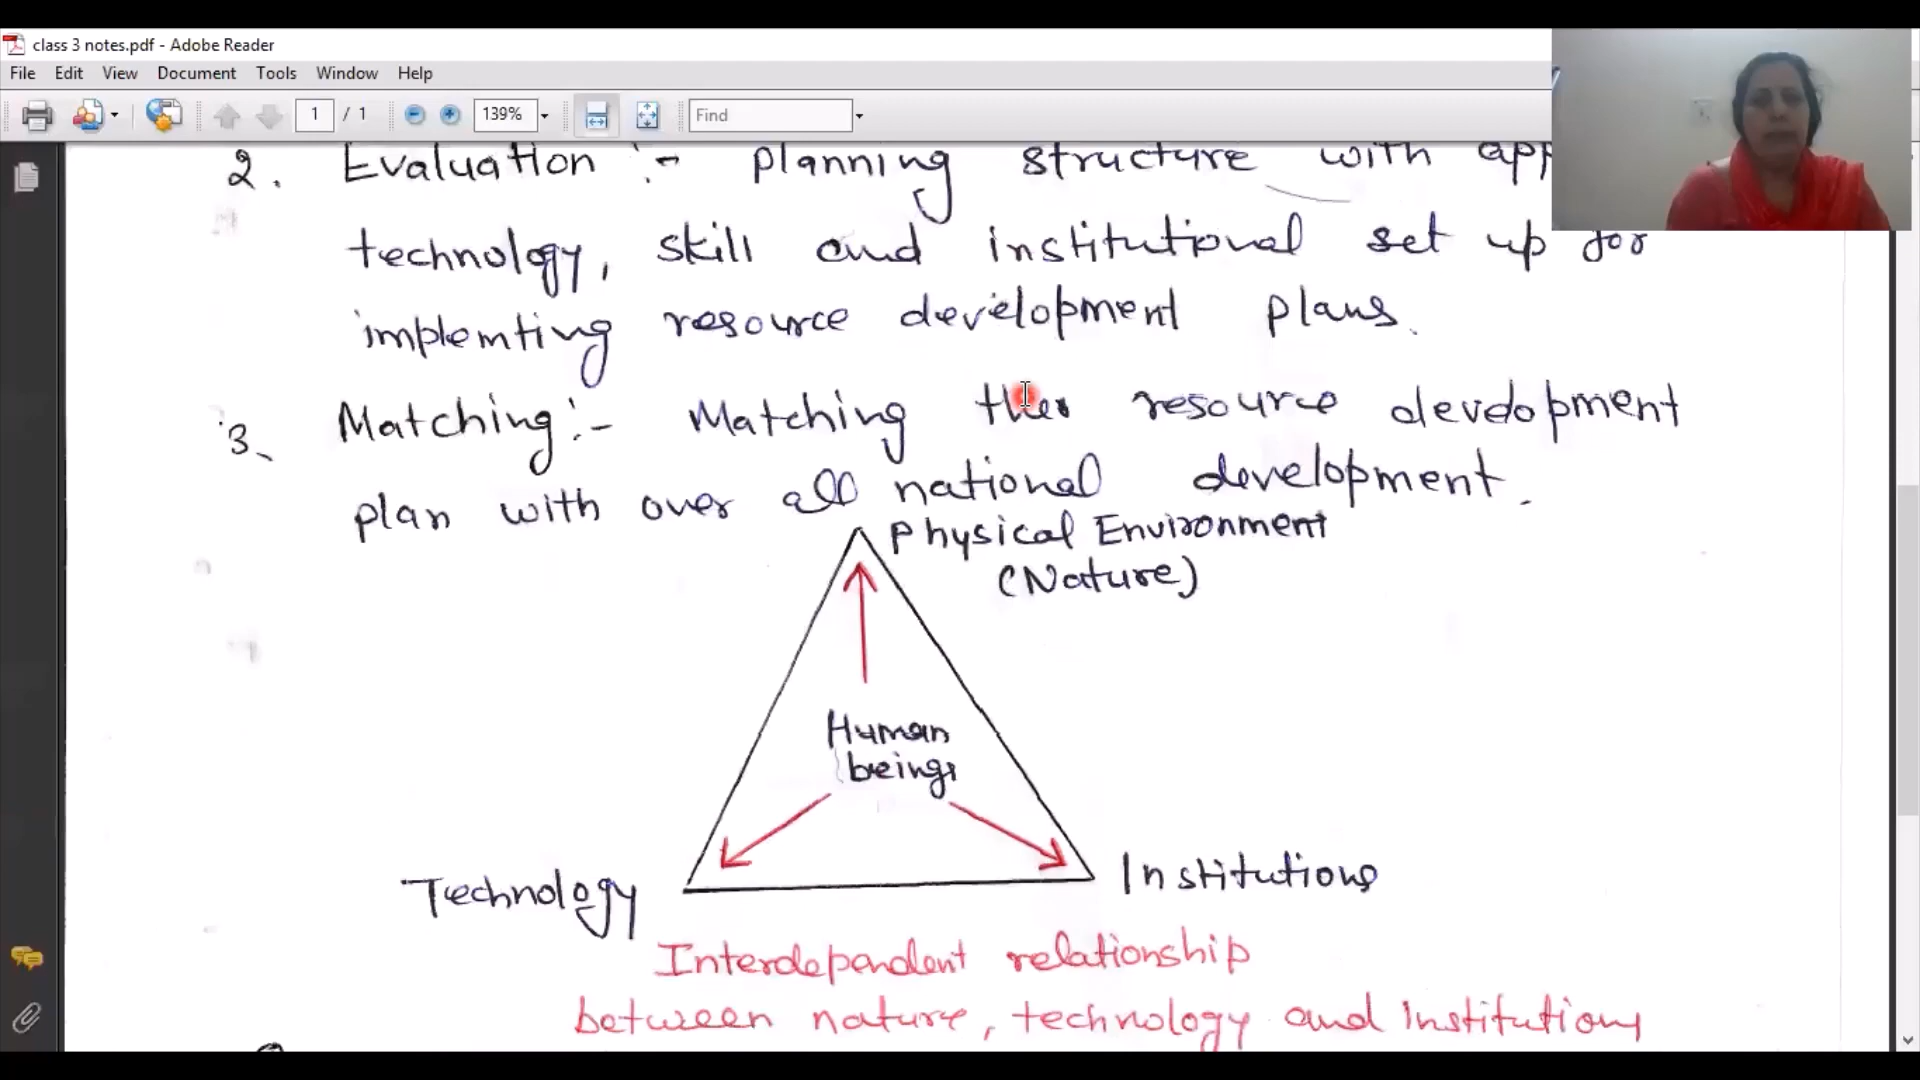 class 3 notes.pdf - Adobe Reader
File Edit View Document Tools Window Help
1 / 1 139% Find
2. Evaluation :- planning structure with app
technology, skill and institutional set up for
implemting resource development plans.
3. Matching :- Matching the resource development
plan with over all national development.
Physical Environment
(Nature)
Human
beings
Technology
Institutions
Interdependent relationship
between nature, technology and institutions